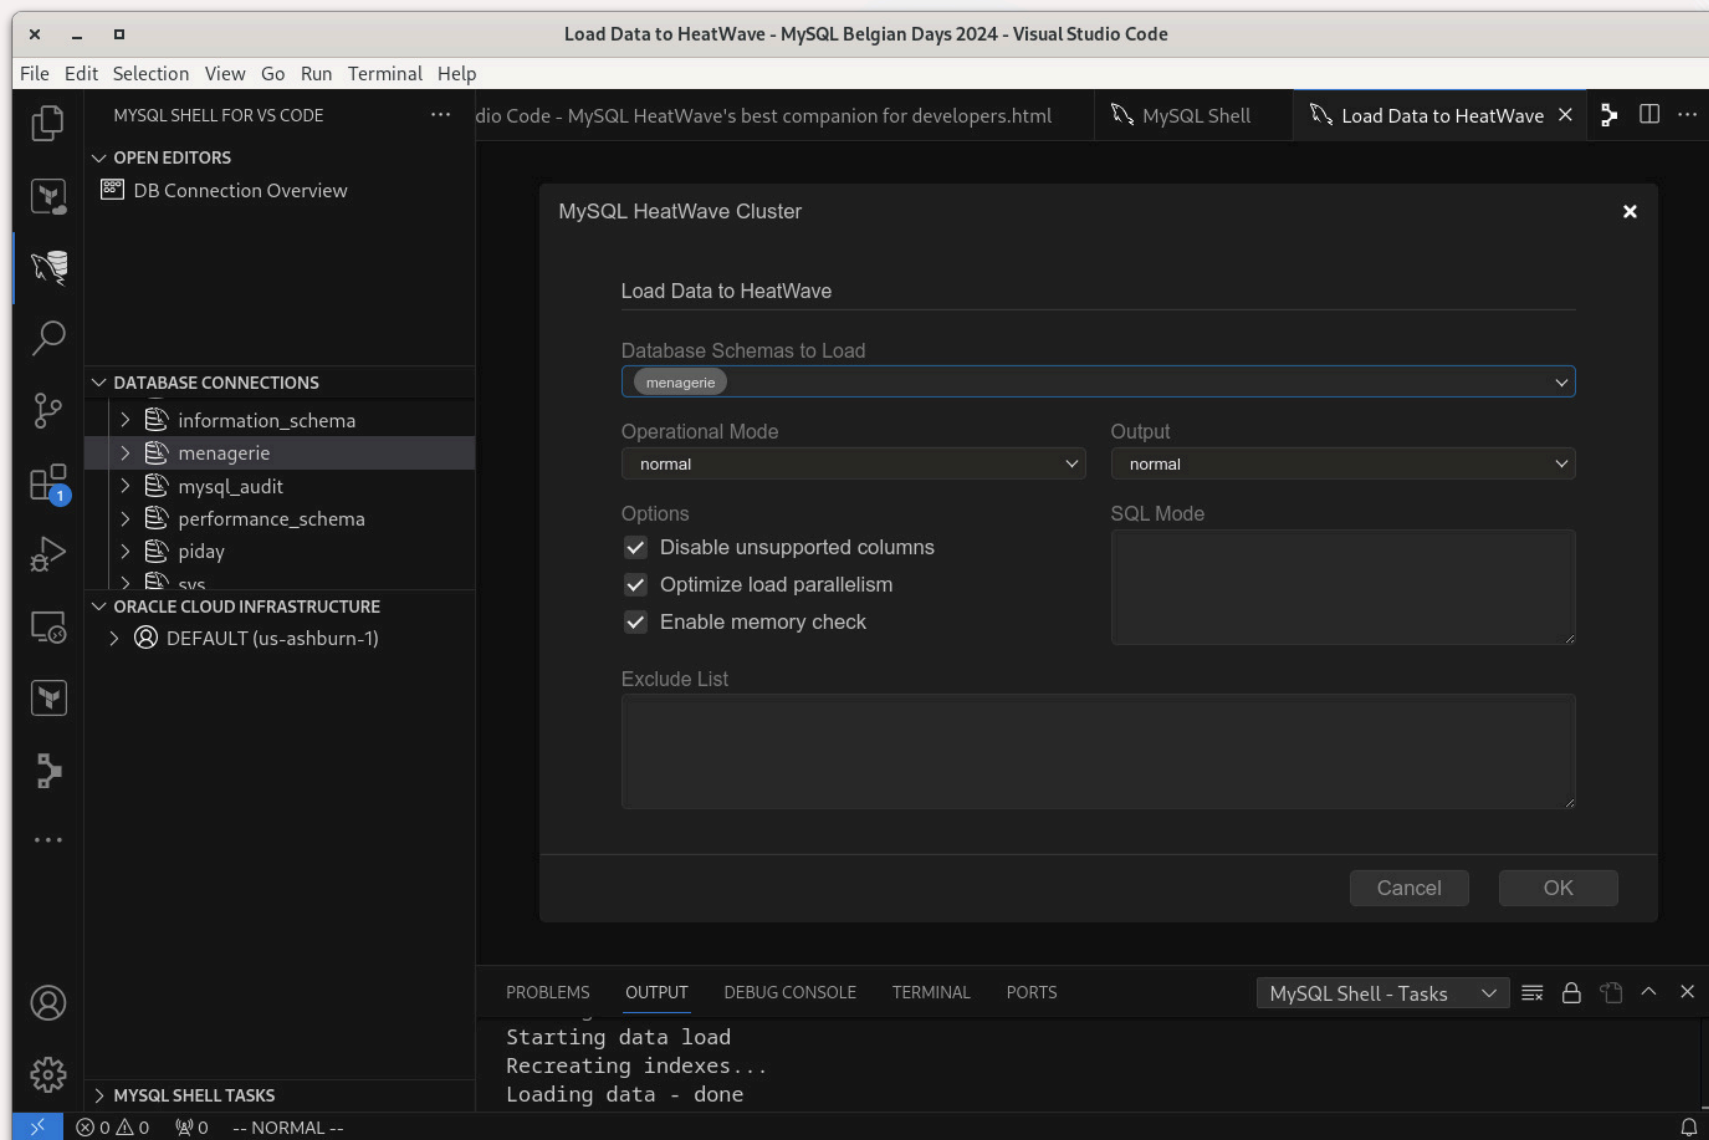 Load Data to HeatWave - MySQL Belgian Days 2024 - Visual Studio Code
File Edit Selection View Go Run Terminal Help
MYSQL SHELL FOR VS CODE
dio Code - MySQL HeatWave's best companion for developers.html
MySQL Shell
Load Data to HeatWave
OPEN EDITORS
DB Connection Overview
MySQL HeatWave Cluster
Load Data to HeatWave
Database Schemas to Load
menagerie
DATABASE CONNECTIONS
information_schema
menagerie
mysql_audit
performance_schema
piday
sys
Operational Mode
normal
Output
normal
Options
Disable unsupported columns
Optimize load parallelism
Enable memory check
SQL Mode
Exclude List
ORACLE CLOUD INFRASTRUCTURE
DEFAULT (us-ashburn-1)
1
Cancel
OK
PROBLEMS OUTPUT DEBUG CONSOLE TERMINAL PORTS
MySQL Shell - Tasks
Starting data load
Recreating indexes...
Loading data - done
MYSQL SHELL TASKS
0 0 0 -- NORMAL --